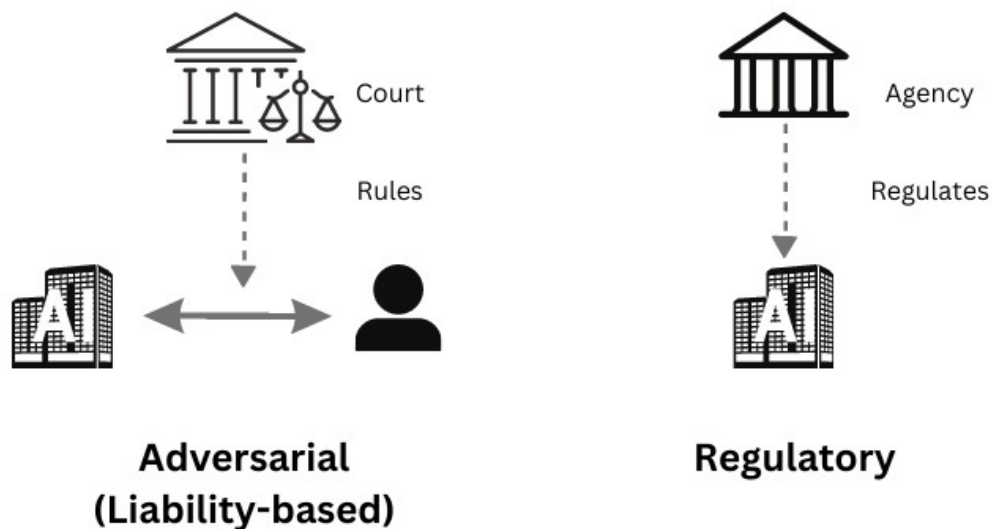 Court
Agency
Rules
Regulates
AI
AI
Adversarial
(Liability-based)
Regulatory